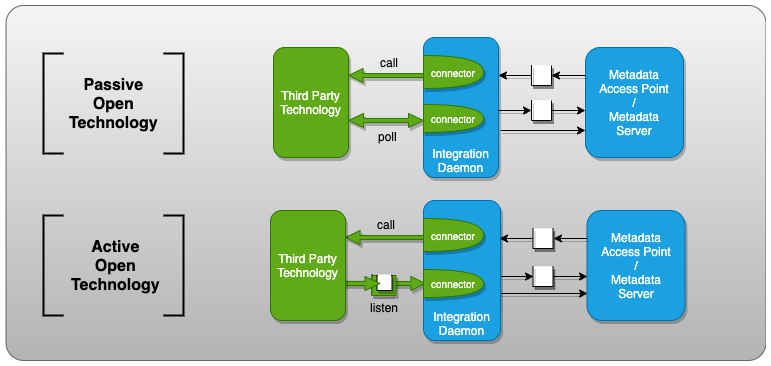 Passive
Open
Technology
Third Party
Technology
call
poll
connector
connector
Integration
Daemon
Metadata
Access Point
/
Metadata
Server
Active
Open
Technology
Third Party
Technology
call
listen
connector
connector
Integration
Daemon
Metadata
Access Point
/
Metadata
Server